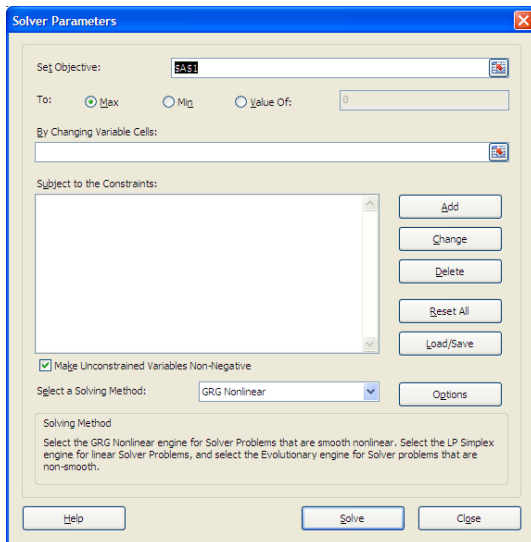 Solver Parameters
Set Objective:
$A$1
To:
Max
Min
Value Of:
0
By Changing Variable Cells:
Subject to the Constraints:
Add
Change
Delete
Reset All
Load/Save
Make Unconstrained Variables Non-Negative
Select a Solving Method:
GRG Nonlinear
Options
Solving Method
Select the GRG Nonlinear engine for Solver Problems that are smooth nonlinear. Select the LP Simplex
engine for linear Solver Problems, and select the Evolutionary engine for Solver problems that are
non-smooth.
Help
Solve
Close